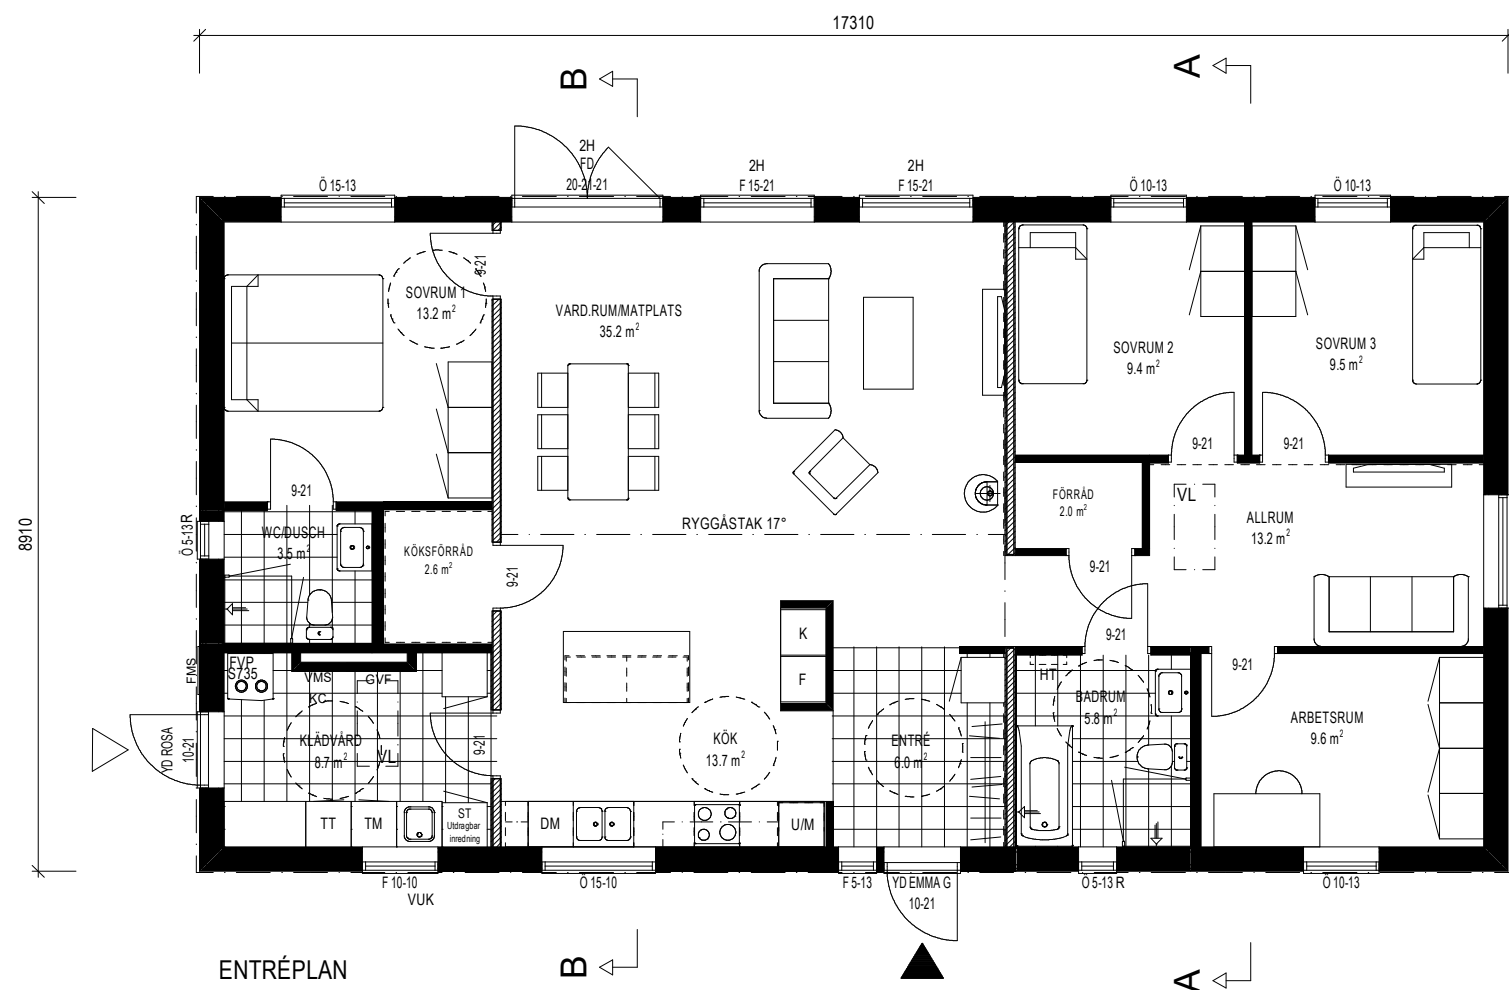 17310
B
A
2H
FD
20-21-21
2H
F 15-21
2H
F 15-21
Ö 15-13
Ö 10-13
Ö 10-13
8910
SOVRUM 1
13.2 m²
9-21
VARD.RUM/MATPLATS
35.2 m²
SOVRUM 2
9.4 m²
SOVRUM 3
9.5 m²
9-21
9-21
9-21
Ö 5-13R
WC/DUSCH
3.5 m²
KÖKSFÖRRÅD
2.6 m²
9-21
RYGGÅSTAK 17°
FÖRRÅD
2.0 m²
VL
ALLRUM
13.2 m²
9-21
9-21
K
F
FMS
FVP
S735
VMS
KC
GVF
KLÄDVÅRD
8.7 m²
VL
9-21
YD ROSA
10-21
KÖK
13.7 m²
ENTRÉ
6.0 m²
HT
BADRUM
5.8 m²
9-21
ARBETSRUM
9.6 m²
TT
TM
ST
Utdragbar
inredning
DM
U/M
F 10-10
VUK
Ö 15-10
F 5-13
YD EMMA G
10-21
Ö 5-13 R
Ö 10-13
ENTRÉPLAN
B
A